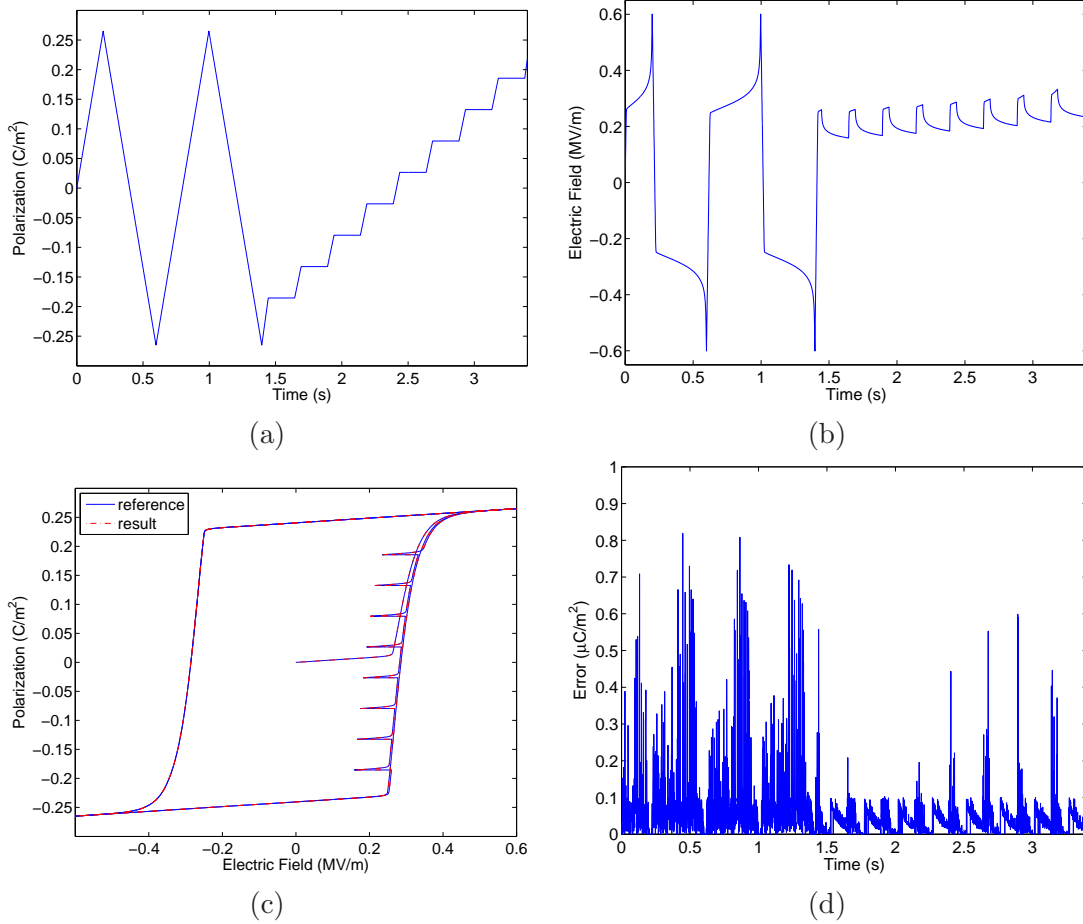 0.25
0.2
0.15
0.1
0.05
0
−0.05
−0.1
−0.15
−0.2
−0.25
Polarization (C/m²)
0 0.5 1 1.5 2 2.5 3
Time (s)
(a)
0.6
0.4
0.2
0
−0.2
−0.4
−0.6
Electric Field (MV/m)
0 0.5 1 1.5 2 2.5 3
Time (s)
(b)
reference
result
0.25
0.2
0.15
0.1
0.05
0
−0.05
−0.1
−0.15
−0.2
−0.25
Polarization (C/m²)
−0.4 −0.2 0 0.2 0.4 0.6
Electric Field (MV/m)
(c)
1
0.9
0.8
0.7
0.6
0.5
0.4
0.3
0.2
0.1
0
Error (μC/m²)
0 0.5 1 1.5 2 2.5 3
Time (s)
(d)